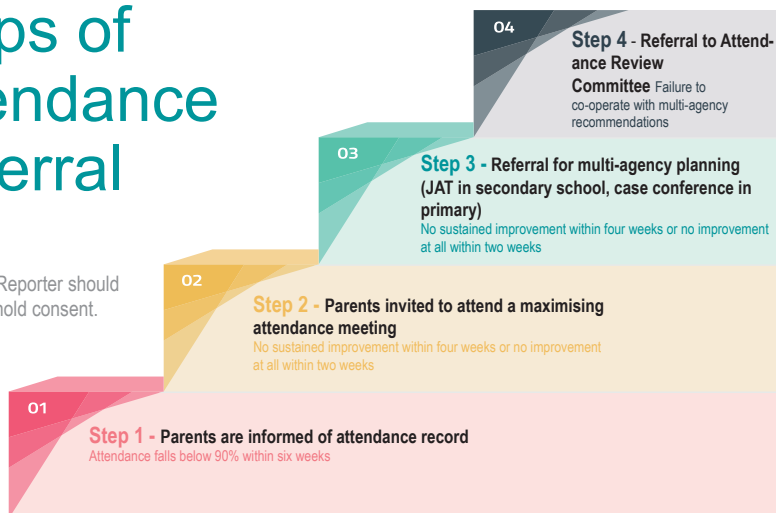 ps of
endance
erral
Reporter should
hold consent.
04
Step 4 - Referral to Attend-
ance Review
Committee Failure to
co-operate with multi-agency
recommendations
03
Step 3 - Referral for multi-agency planning
(JAT in secondary school, case conference in
primary)
No sustained improvement within four weeks or no improvement
at all within two weeks
02
Step 2 - Parents invited to attend a maximising
attendance meeting
No sustained improvement within four weeks or no improvement
at all within two weeks
01
Step 1 - Parents are informed of attendance record
Attendance falls below 90% within six weeks